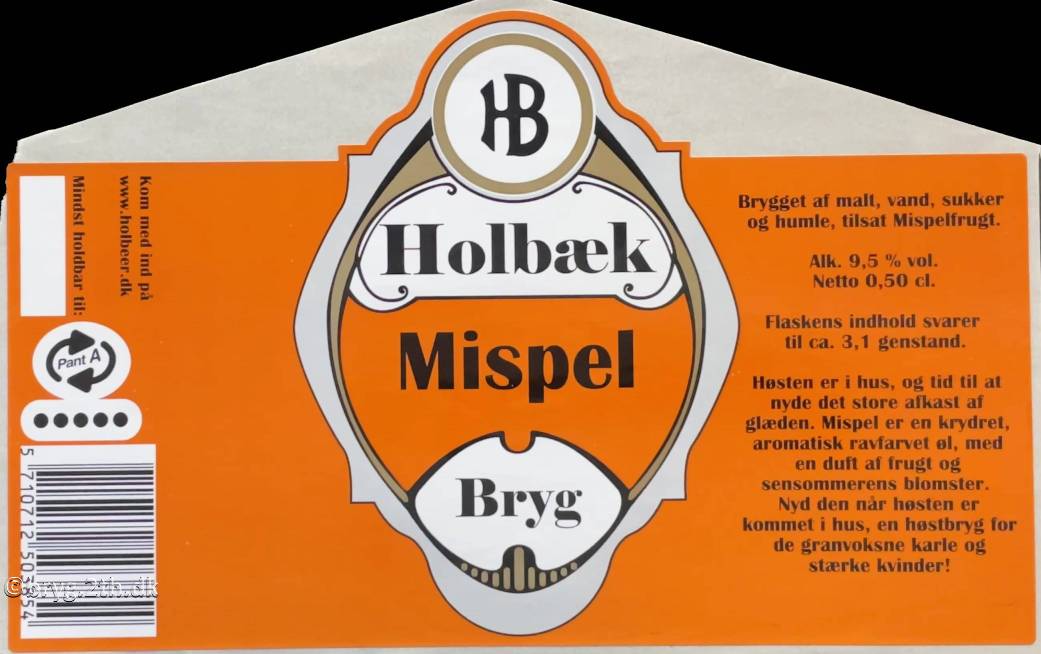 HB
Holbæk
Mispel
Bryg
Kom med ind på
www.holbeer.dk
Mindst holdbar til:
Pant A
5 710712 503854
©bryg.2th.dk
Brygget af malt, vand, sukker
og humle, tilsat Mispelfrugt.
Alk. 9,5 % vol.
Netto 0,50 cl.
Flaskens indhold svarer
til ca. 3,1 genstand.
Høsten er i hus, og tid til at
nyde det store afkast af
glæden. Mispel er en krydret,
aromatisk ravfarvet øl, med
en duft af frugt og
sensommerens blomster.
Nyd den når høsten er
kommet i hus, en høstbryg for
de granvoksne karle og
stærke kvinder!